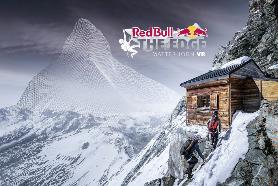 Red Bull
THE EDGE
MATTERHORN VR